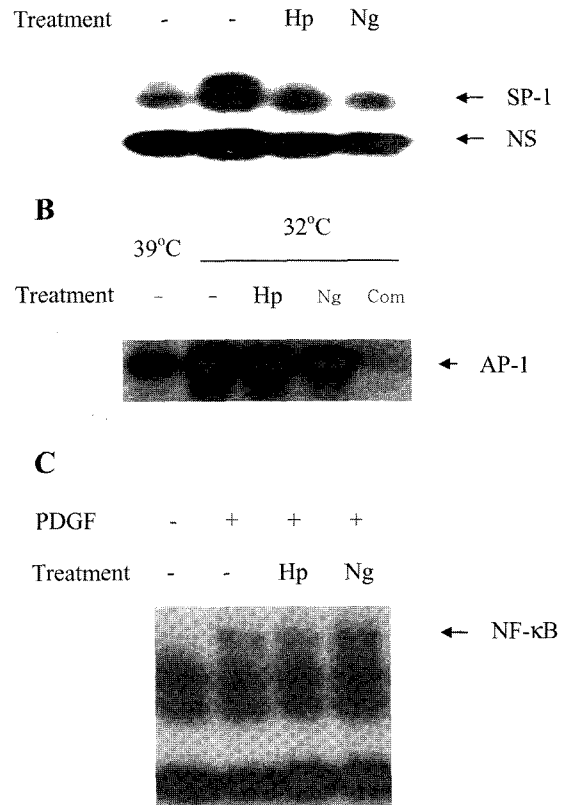 Treatment - - Hp Ng
SP-1
NS
B
39°C 32°C
Treatment - - Hp Ng Com
AP-1
C
PDGF - + + +
Treatment - - Hp Ng
NF-κB